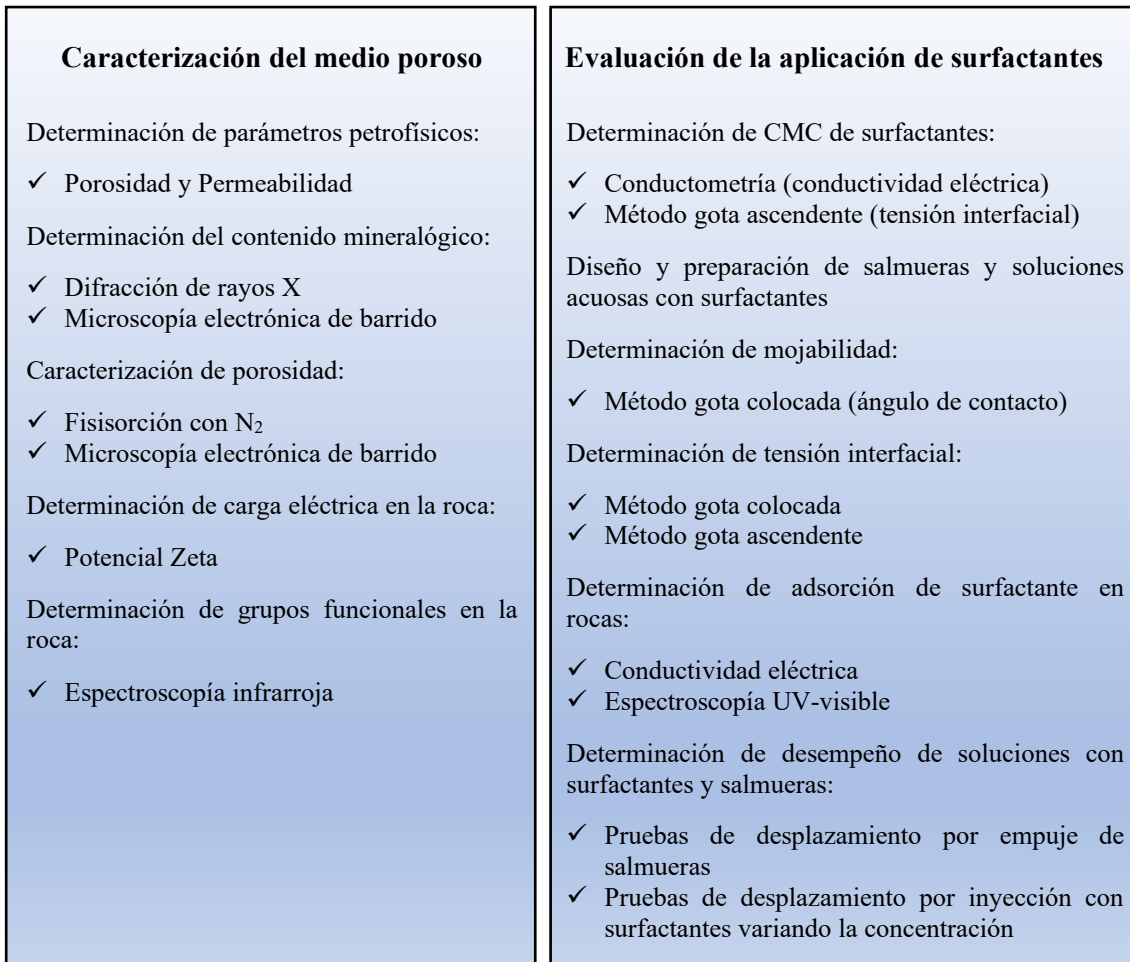 Caracterización del medio poroso
Determinación de parámetros petrofísicos:
✓ Porosidad y Permeabilidad
Determinación del contenido mineralógico:
✓ Difracción de rayos X
✓ Microscopía electrónica de barrido
Caracterización de porosidad:
✓ Fisisorción con N₂
✓ Microscopía electrónica de barrido
Determinación de carga eléctrica en la roca:
✓ Potencial Zeta
Determinación de grupos funcionales en la
roca:
✓ Espectroscopía infrarroja
Evaluación de la aplicación de surfactantes
Determinación de CMC de surfactantes:
✓ Conductometría (conductividad eléctrica)
✓ Método gota ascendente (tensión interfacial)
Diseño y preparación de salmueras y soluciones
acuosas con surfactantes
Determinación de mojabilidad:
✓ Método gota colocada (ángulo de contacto)
Determinación de tensión interfacial:
✓ Método gota colocada
✓ Método gota ascendente
Determinación de adsorción de surfactante en
rocas:
✓ Conductividad eléctrica
✓ Espectroscopía UV-visible
Determinación de desempeño de soluciones con
surfactantes y salmueras:
✓ Pruebas de desplazamiento por empuje de
salmueras
✓ Pruebas de desplazamiento por inyección con
surfactantes variando la concentración